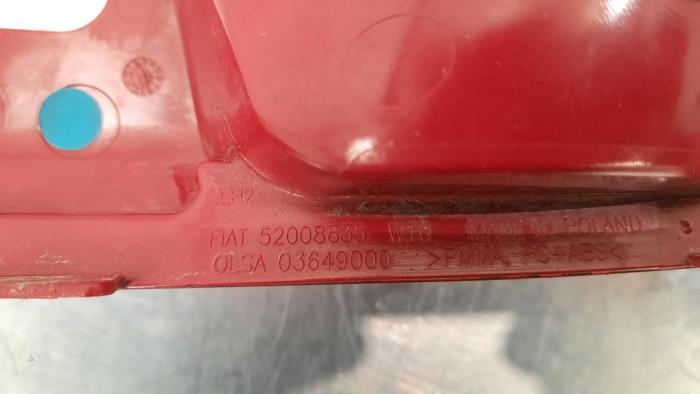 LH2
FIAT 52008635 W16 MADE IN POLAND
OLSA 03649000 >PMMA PC-ABS<